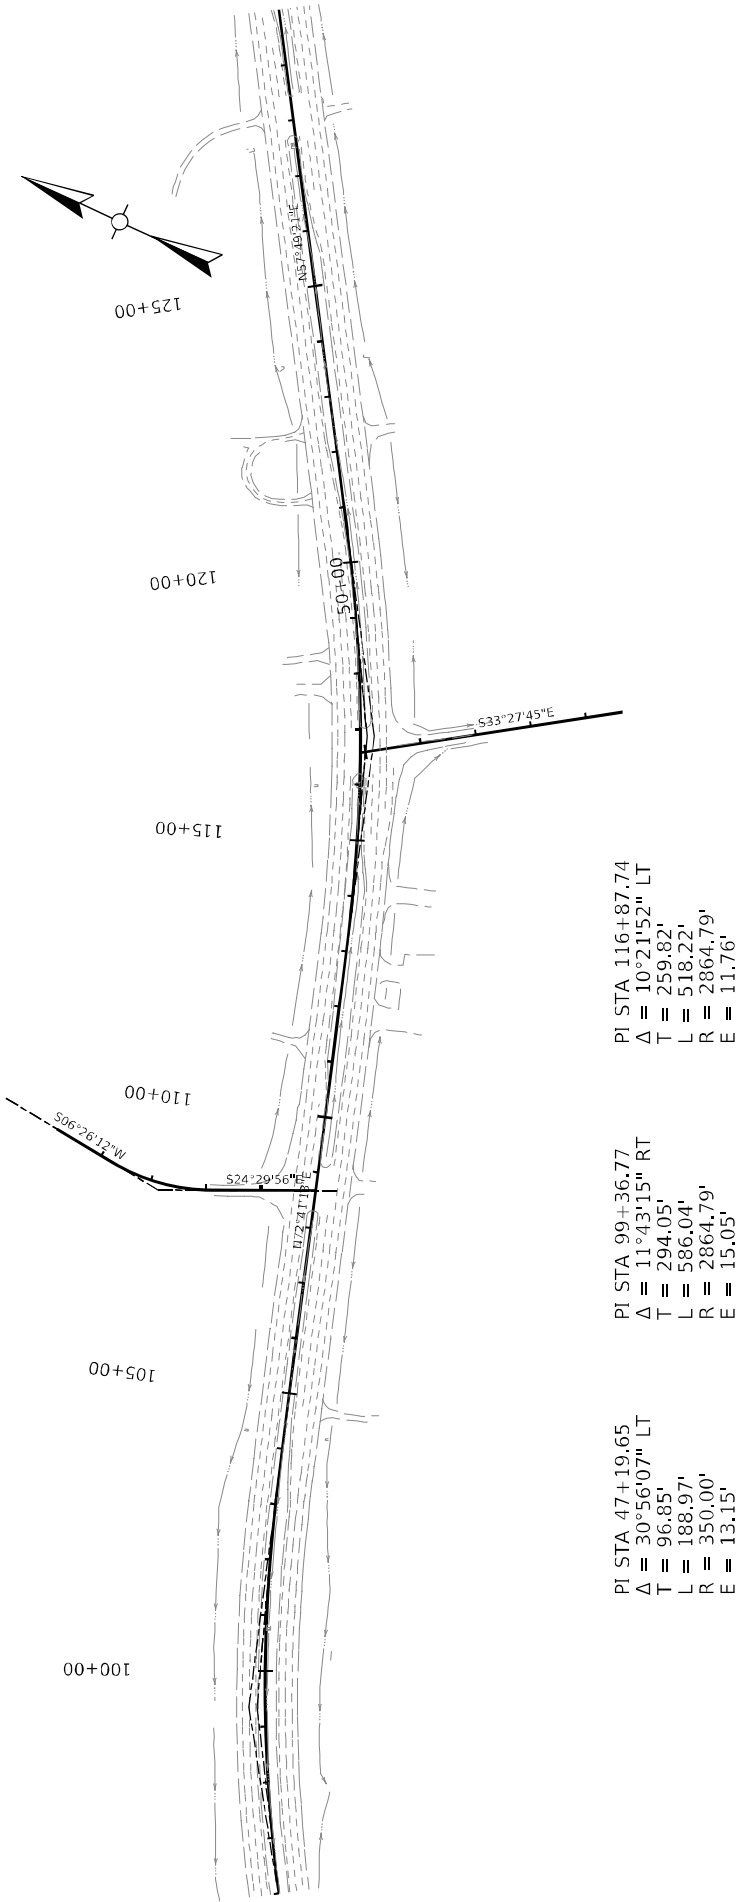 125+00
N57°49'21"E
120+00
50+00
S33°27'45"E
115+00
110+00
S06°26'12"W
S24°29'56"E
N72°41'13"E
105+00
100+00
PI STA 116+87.74
Δ = 10°21'52" LT
T = 259.82'
L = 518.22'
R = 2864.79'
E = 11.76'
PI STA 99+36.77
Δ = 11°43'15" RT
T = 294.05'
L = 586.04'
R = 2864.79'
E = 15.05'
PI STA 47+19.65
Δ = 30°56'07" LT
T = 96.85'
L = 188.97'
R = 350.00'
E = 13.15'